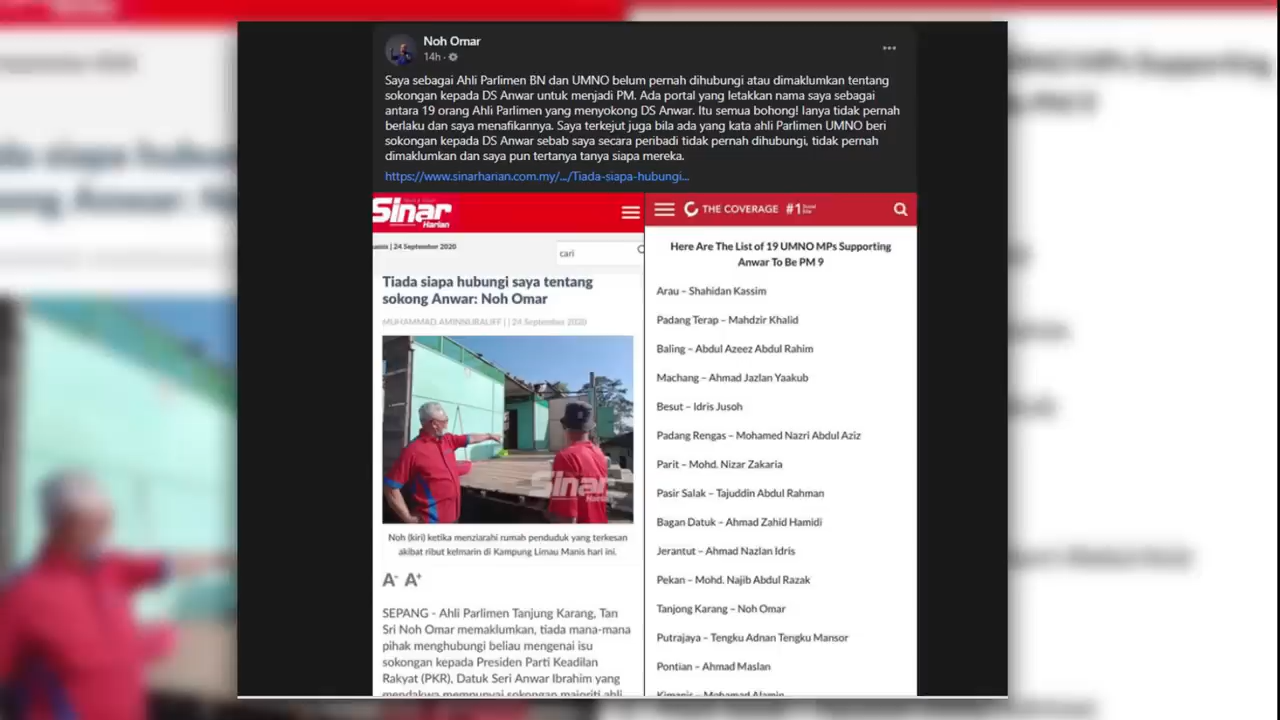 Noh Omar
14h
Saya sebagai Ahli Parlimen BN dan UMNO belum pernah dihubungi atau dimaklumkan tentang
sokongan kepada DS Anwar untuk menjadi PM. Ada portal yang letakkan nama saya sebagai
antara 19 orang Ahli Parlimen yang menyokong DS Anwar. Itu semua bohong! Ianya tidak pernah
berlaku dan saya menafikannya. Saya terkejut juga bila ada yang kata ahli Parlimen UMNO beri
sokongan kepada DS Anwar sebab saya secara peribadi tidak pernah dihubungi, tidak pernah
dimaklumkan dan saya pun tertanya tanya siapa mereka.
https://www.sinarharian.com.my/.../Tiada-siapa-hubungi...
Sinar
Harian
| 24 September 2020
cari
Tiada siapa hubungi saya tentang
sokong Anwar: Noh Omar
MUHAMMAD AMINNURALIFF | | 24 September 2020
Sinar
Noh (kiri) ketika menziarahi rumah penduduk yang terkesan
akibat ribut kelmarin di Kampung Limau Manis hari ini.
A- A+
SEPANG - Ahli Parlimen Tanjung Karang, Tan
Sri Noh Omar memaklumkan, tiada mana-mana
pihak menghubungi beliau mengenai isu
sokongan kepada Presiden Parti Keadilan
Rakyat (PKR), Datuk Seri Anwar Ibrahim yang
mendakwa mempunyai sokongan majoriti ahli
THE COVERAGE #1
Here Are The List of 19 UMNO MPs Supporting
Anwar To Be PM 9
Arau – Shahidan Kassim
Padang Terap – Mahdzir Khalid
Baling – Abdul Azeez Abdul Rahim
Machang – Ahmad Jazlan Yaakub
Besut – Idris Jusoh
Padang Rengas – Mohamed Nazri Abdul Aziz
Parit – Mohd. Nizar Zakaria
Pasir Salak – Tajuddin Abdul Rahman
Bagan Datuk – Ahmad Zahid Hamidi
Jerantut – Ahmad Nazlan Idris
Pekan – Mohd. Najib Abdul Razak
Tanjong Karang – Noh Omar
Putrajaya – Tengku Adnan Tengku Mansor
Pontian – Ahmad Maslan
Kimanis – Mohamad Alamin